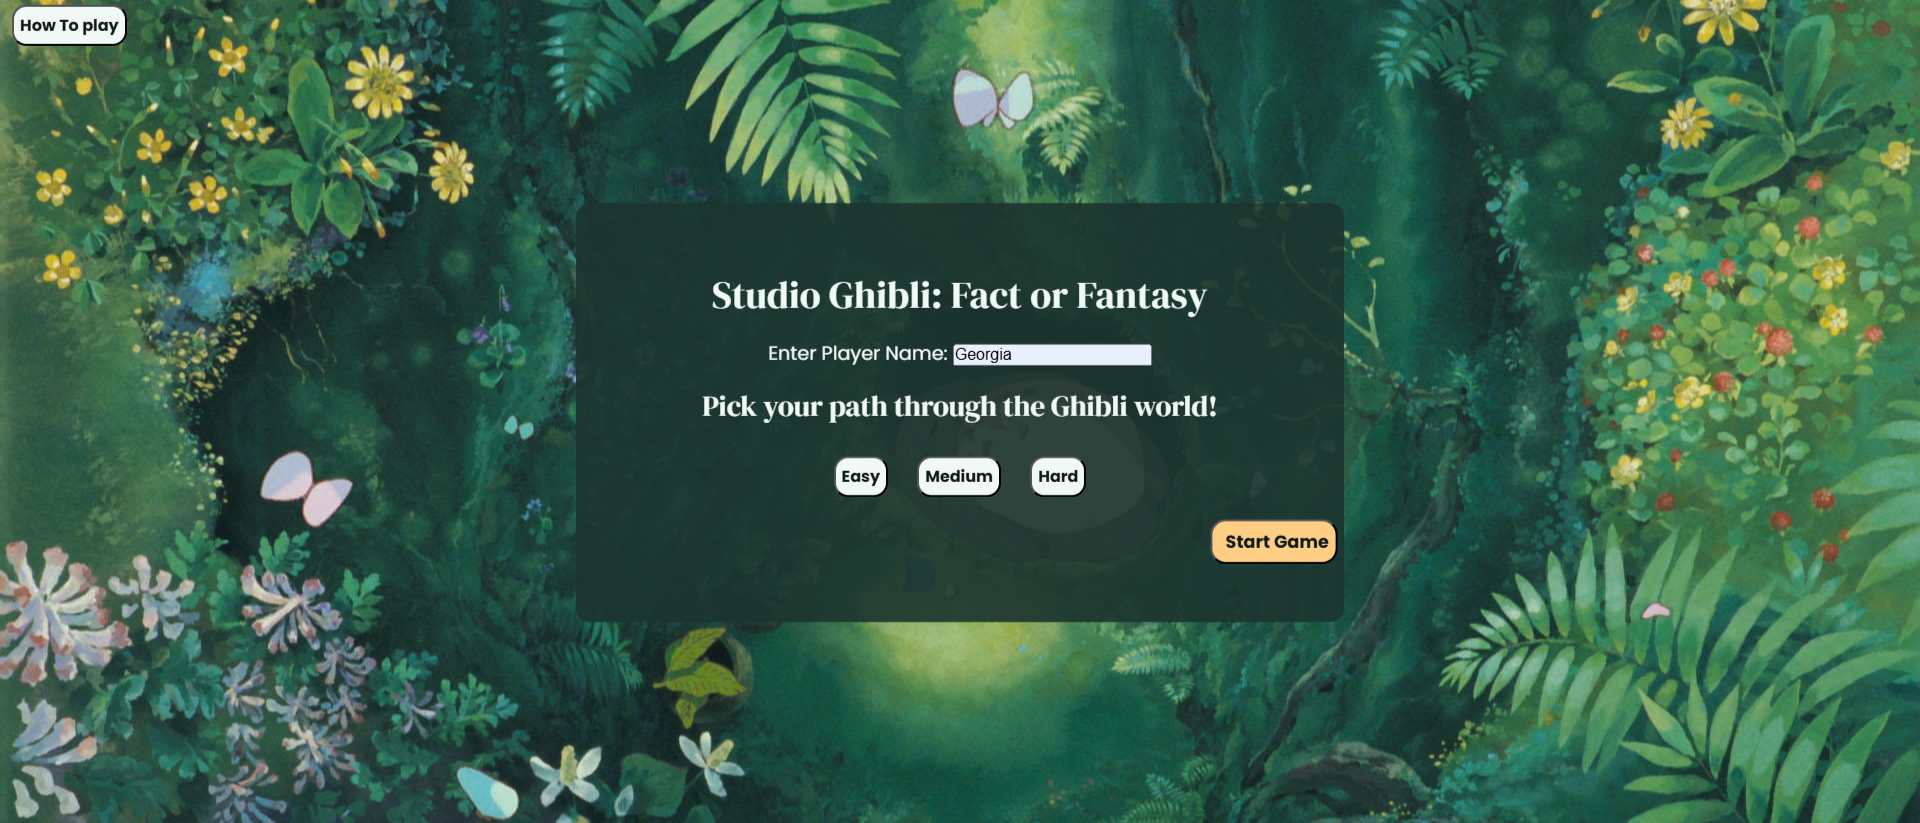 How To play
Studio Ghibli: Fact or Fantasy
Enter Player Name: Georgia
Pick your path through the Ghibli world!
Easy Medium Hard
Start Game